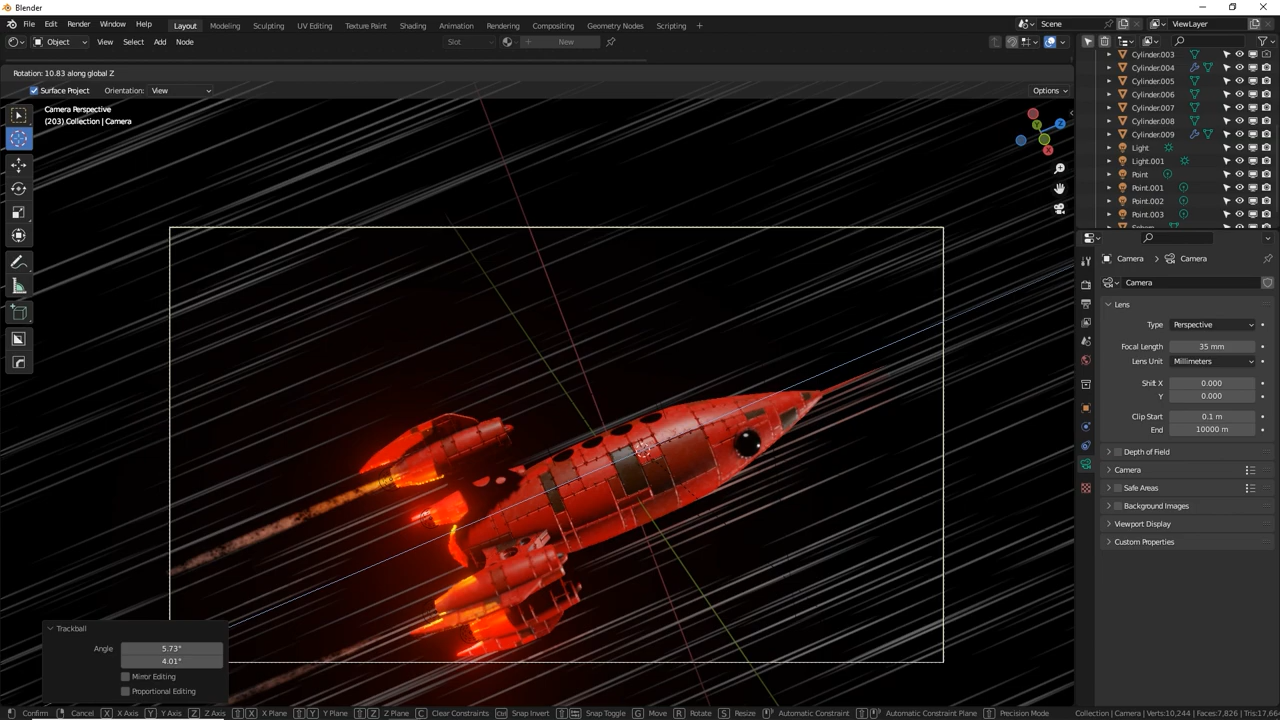 Blender
File Edit Render Window Help Layout Modeling Sculpting UV Editing Texture Paint Shading Animation Rendering Compositing Geometry Nodes Scripting + Scene ViewLayer
Object View Select Add Node Slot New
Rotation: 10.83 along global Z
Surface Project Orientation: View Options
Camera Perspective
(203) Collection | Camera
Z
Y
X
Cylinder.003
Cylinder.004
Cylinder.005
Cylinder.006
Cylinder.007
Cylinder.008
Cylinder.009
Light
Light.001
Point
Point.001
Point.002
Point.003
Camera > Camera
Camera
Lens
Type Perspective
Focal Length 35 mm
Lens Unit Millimeters
Shift X 0.000
Y 0.000
Clip Start 0.1 m
End 10000 m
Depth of Field
Camera
Safe Areas
Background Images
Viewport Display
Custom Properties
Trackball
Angle 5.73°
4.01°
Mirror Editing
Proportional Editing
Confirm Cancel X X Axis Y Y Axis Z Z Axis X X Plane Y Y Plane Z Z Plane C Clear Constraints Snap Invert Snap Toggle G Move R Rotate S Resize Automatic Constraint Automatic Constraint Plane Precision Mode Collection | Camera | Verts:10,244 | Faces:7,826 | Tris:17,66